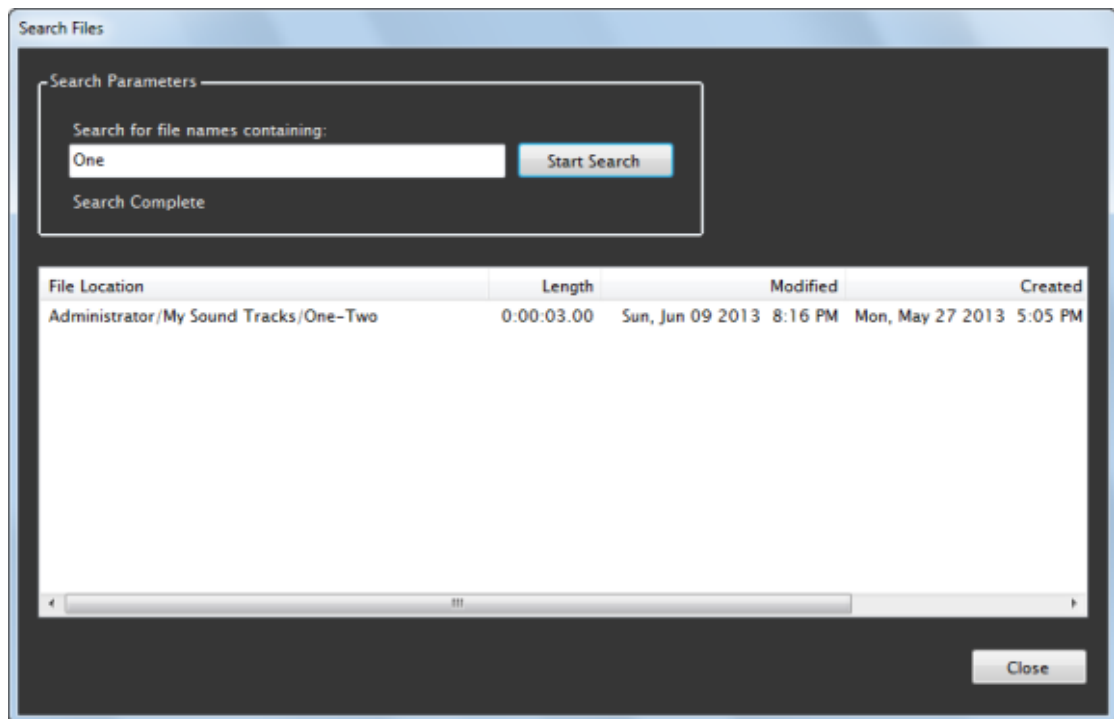 Search Files
Search Parameters
Search for file names containing:
One Start Search
Search Complete
File Location Length Modified Created
Administrator/My Sound Tracks/One-Two 0:00:03.00 Sun, Jun 09 2013 8:16 PM Mon, May 27 2013 5:05 PM
Close